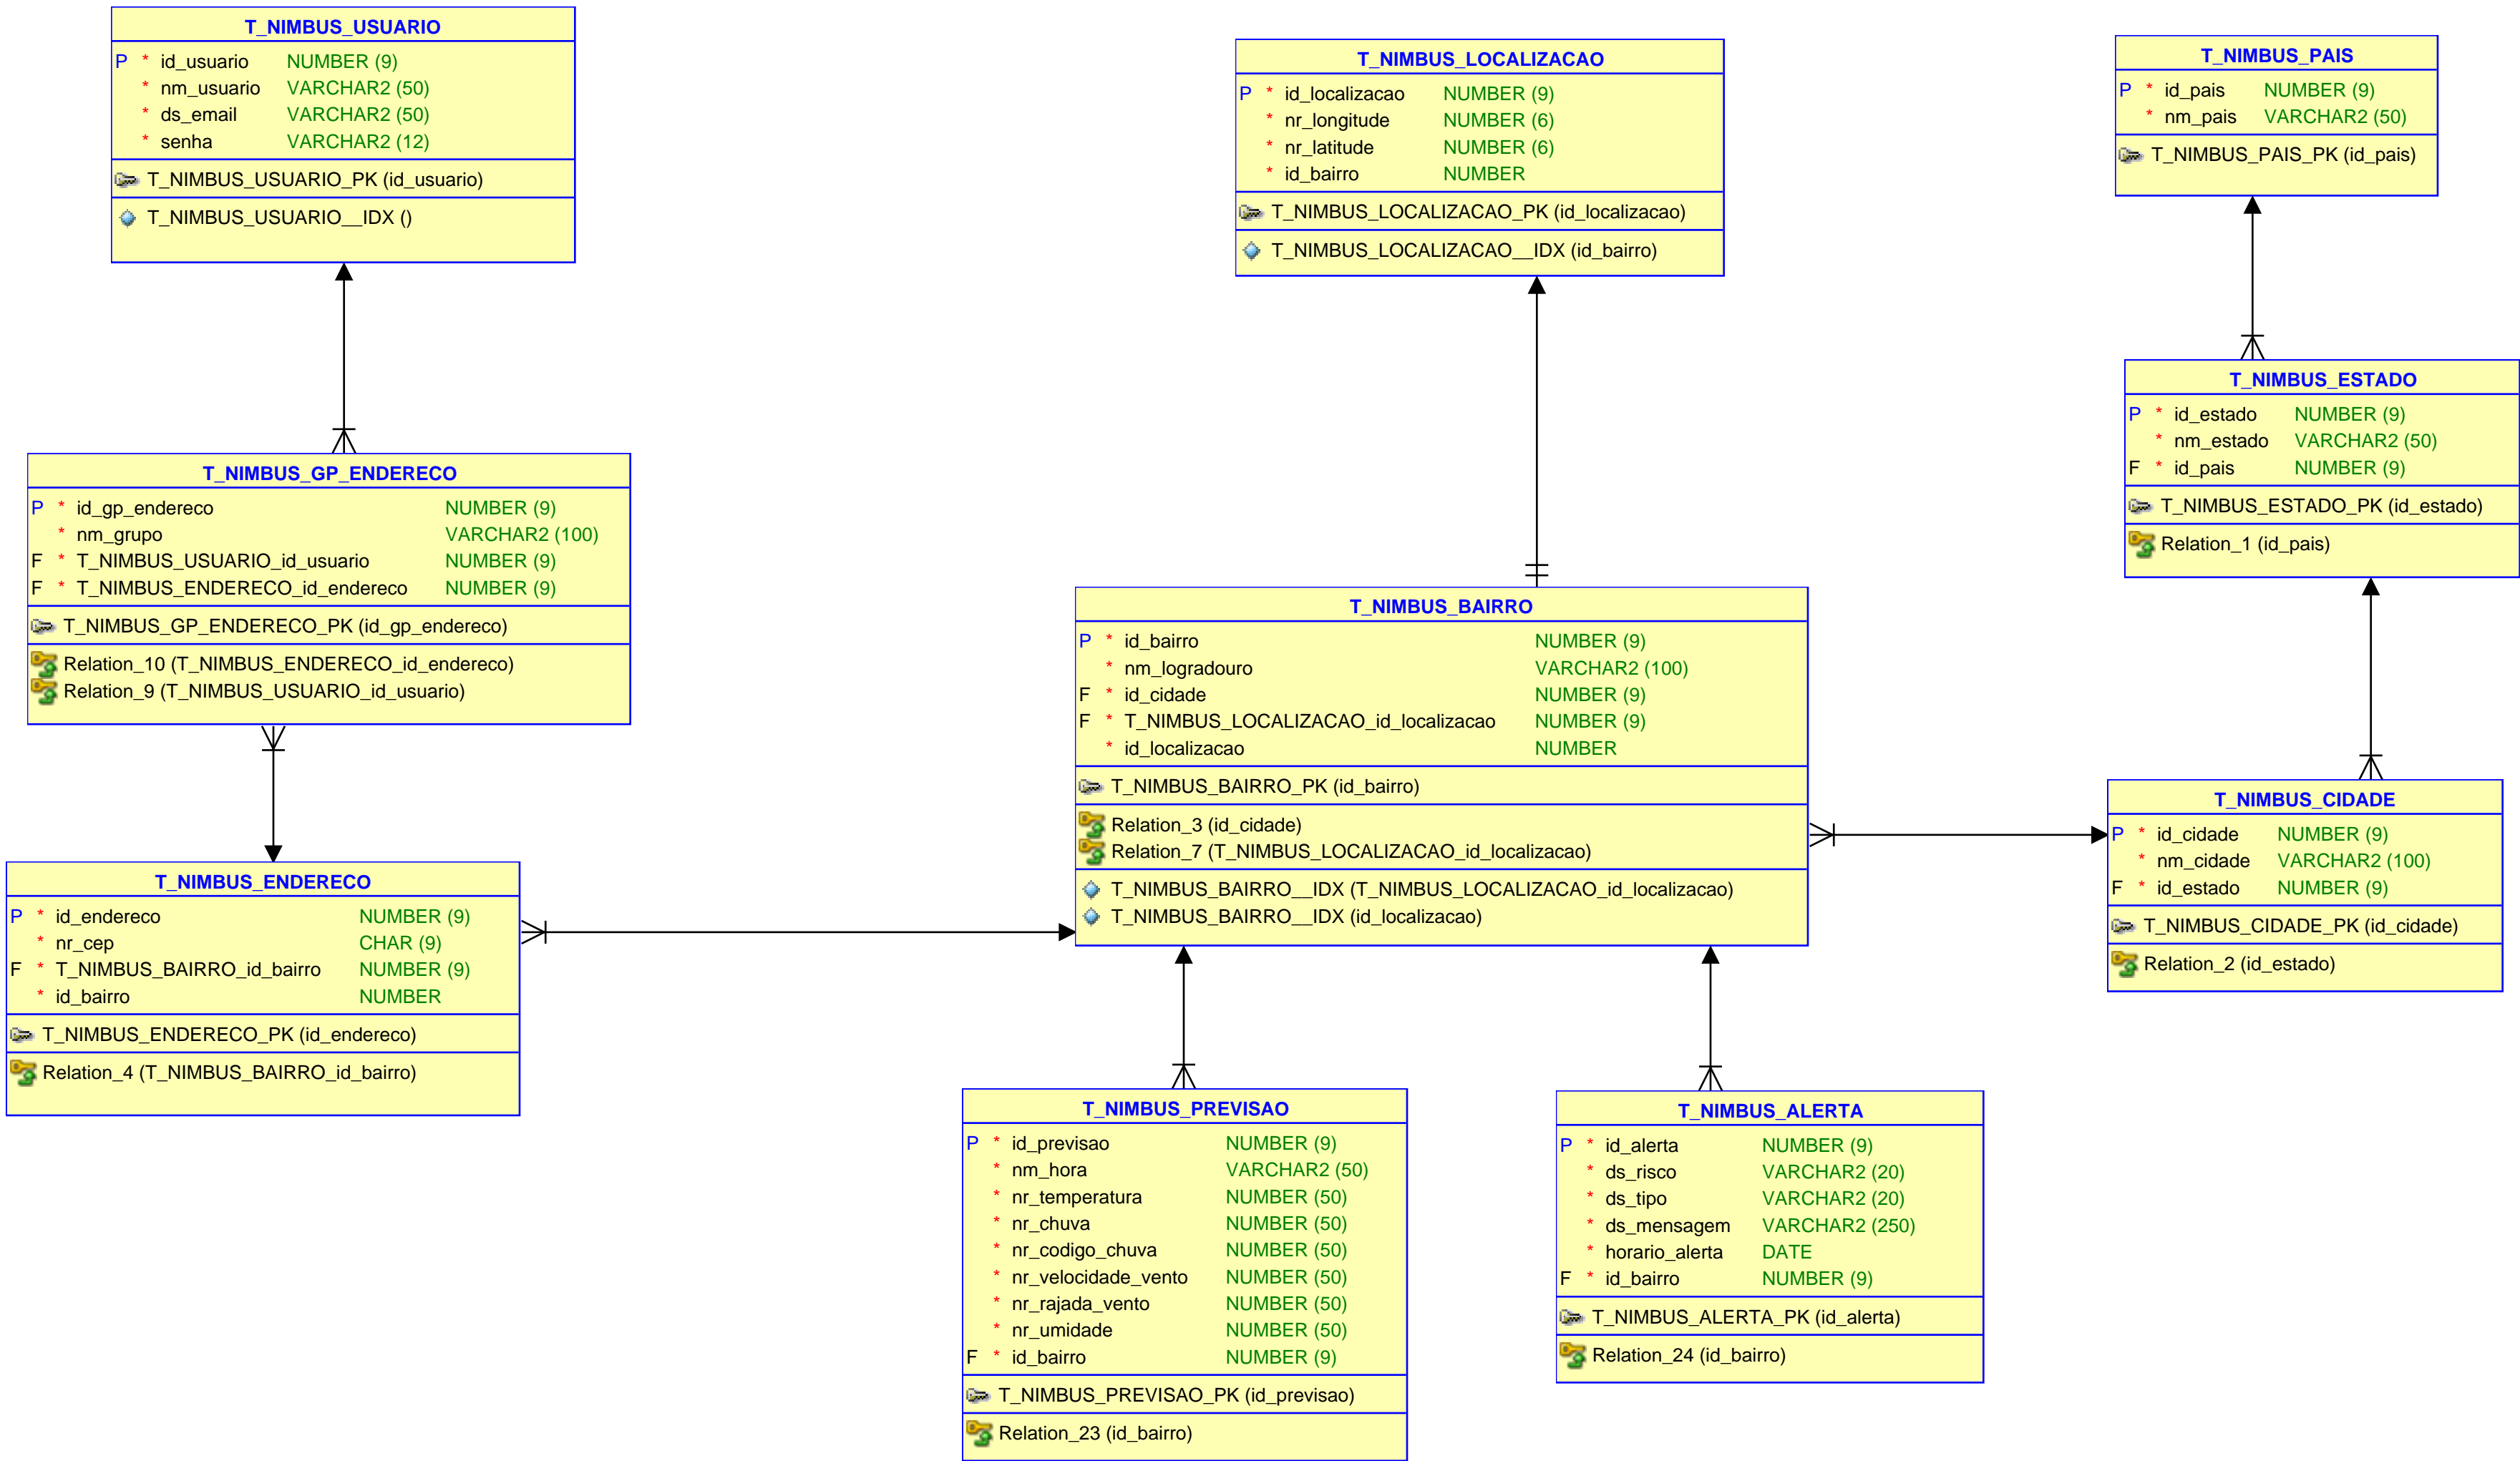 T_NIMBUS_USUARIO
P * id_usuario NUMBER (9)
* nm_usuario VARCHAR2 (50)
* ds_email VARCHAR2 (50)
* senha VARCHAR2 (12)
T_NIMBUS_USUARIO_PK (id_usuario)
T_NIMBUS_USUARIO__IDX ()
T_NIMBUS_LOCALIZACAO
P * id_localizacao NUMBER (9)
* nr_longitude NUMBER (6)
* nr_latitude NUMBER (6)
* id_bairro NUMBER
T_NIMBUS_LOCALIZACAO_PK (id_localizacao)
T_NIMBUS_LOCALIZACAO__IDX (id_bairro)
T_NIMBUS_PAIS
P * id_pais NUMBER (9)
* nm_pais VARCHAR2 (50)
T_NIMBUS_PAIS_PK (id_pais)
T_NIMBUS_ESTADO
P * id_estado NUMBER (9)
* nm_estado VARCHAR2 (50)
F * id_pais NUMBER (9)
T_NIMBUS_ESTADO_PK (id_estado)
Relation_1 (id_pais)
T_NIMBUS_GP_ENDERECO
P * id_gp_endereco NUMBER (9)
* nm_grupo VARCHAR2 (100)
F * T_NIMBUS_USUARIO_id_usuario NUMBER (9)
F * T_NIMBUS_ENDERECO_id_endereco NUMBER (9)
T_NIMBUS_GP_ENDERECO_PK (id_gp_endereco)
Relation_10 (T_NIMBUS_ENDERECO_id_endereco)
Relation_9 (T_NIMBUS_USUARIO_id_usuario)
T_NIMBUS_BAIRRO
P * id_bairro NUMBER (9)
* nm_logradouro VARCHAR2 (100)
F * id_cidade NUMBER (9)
F * T_NIMBUS_LOCALIZACAO_id_localizacao NUMBER (9)
* id_localizacao NUMBER
T_NIMBUS_BAIRRO_PK (id_bairro)
Relation_3 (id_cidade)
Relation_7 (T_NIMBUS_LOCALIZACAO_id_localizacao)
T_NIMBUS_BAIRRO__IDX (T_NIMBUS_LOCALIZACAO_id_localizacao)
T_NIMBUS_BAIRRO__IDX (id_localizacao)
T_NIMBUS_CIDADE
P * id_cidade NUMBER (9)
* nm_cidade VARCHAR2 (100)
F * id_estado NUMBER (9)
T_NIMBUS_CIDADE_PK (id_cidade)
Relation_2 (id_estado)
T_NIMBUS_ENDERECO
P * id_endereco NUMBER (9)
* nr_cep CHAR (9)
F * T_NIMBUS_BAIRRO_id_bairro NUMBER (9)
* id_bairro NUMBER
T_NIMBUS_ENDERECO_PK (id_endereco)
Relation_4 (T_NIMBUS_BAIRRO_id_bairro)
T_NIMBUS_PREVISAO
P * id_previsao NUMBER (9)
* nm_hora VARCHAR2 (50)
* nr_temperatura NUMBER (50)
* nr_chuva NUMBER (50)
* nr_codigo_chuva NUMBER (50)
* nr_velocidade_vento NUMBER (50)
* nr_rajada_vento NUMBER (50)
* nr_umidade NUMBER (50)
F * id_bairro NUMBER (9)
T_NIMBUS_PREVISAO_PK (id_previsao)
Relation_23 (id_bairro)
T_NIMBUS_ALERTA
P * id_alerta NUMBER (9)
* ds_risco VARCHAR2 (20)
* ds_tipo VARCHAR2 (20)
* ds_mensagem VARCHAR2 (250)
* horario_alerta DATE
F * id_bairro NUMBER (9)
T_NIMBUS_ALERTA_PK (id_alerta)
Relation_24 (id_bairro)